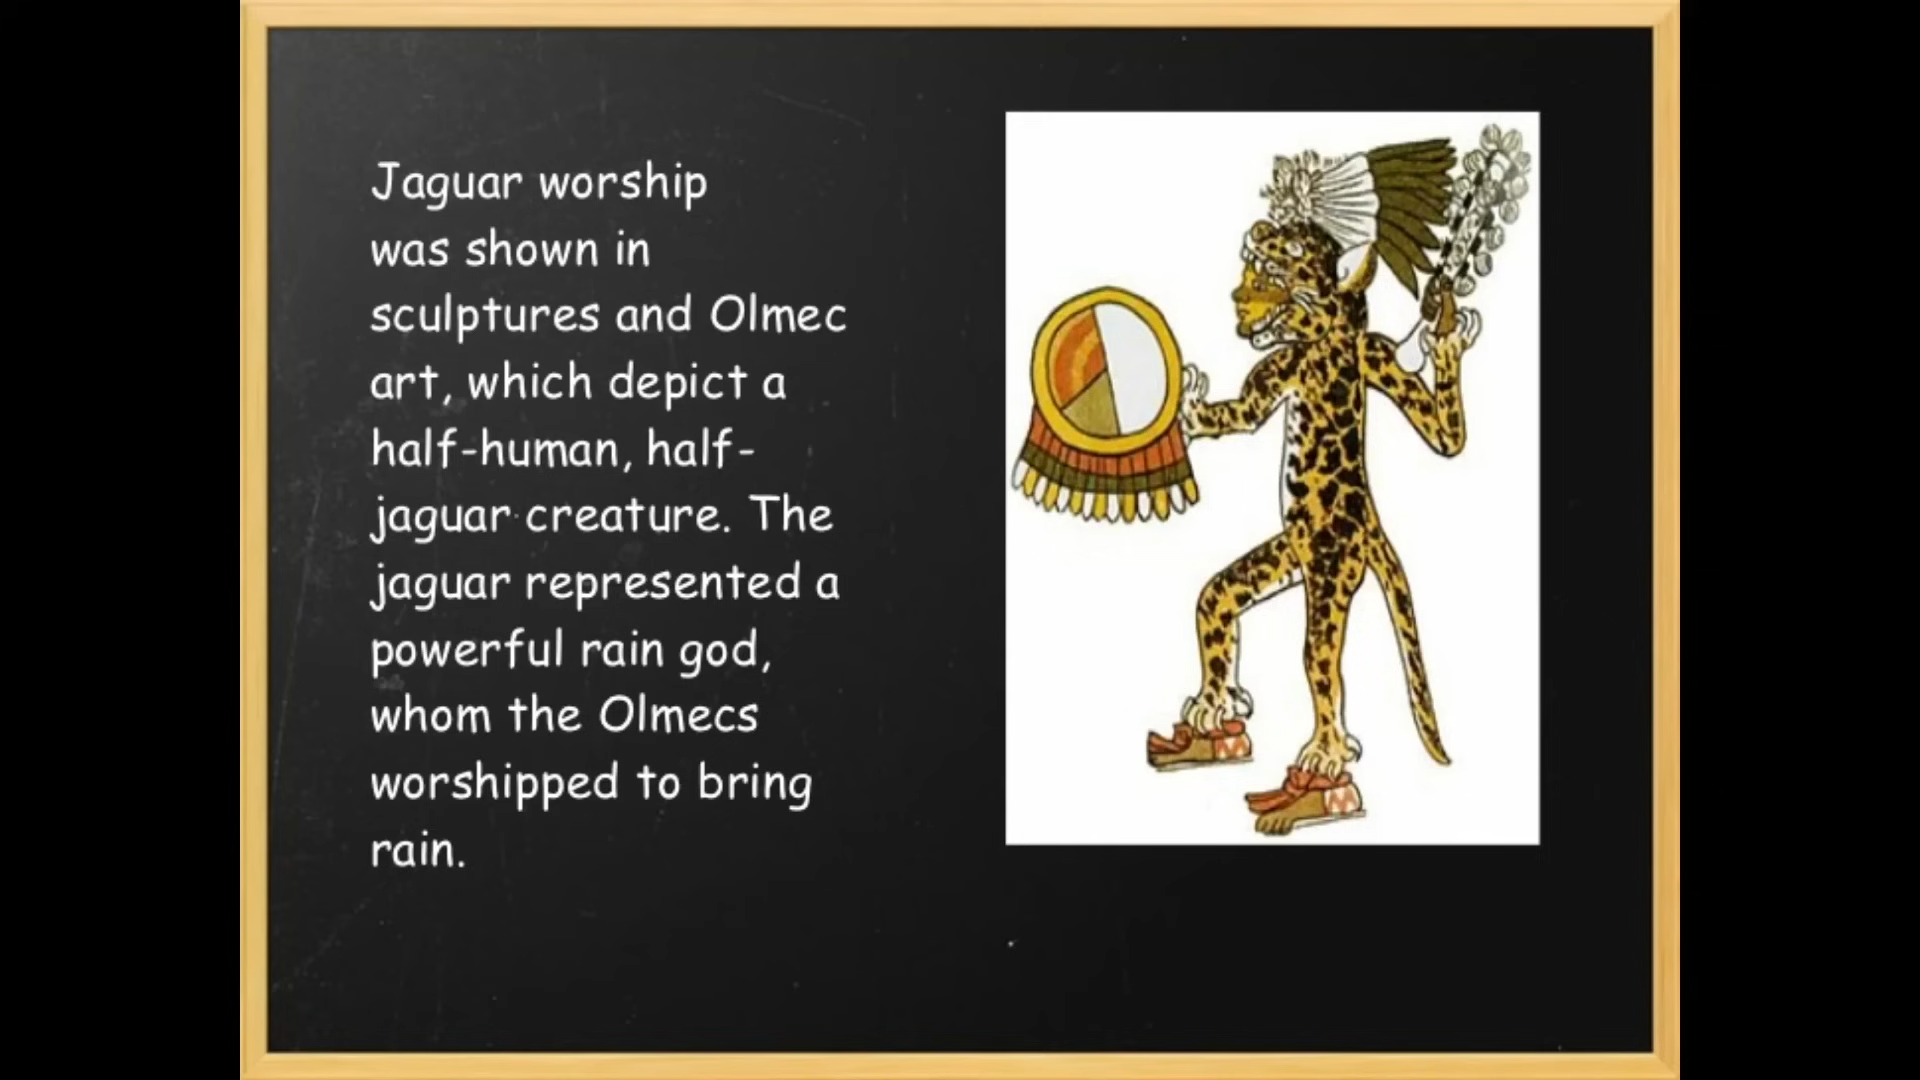 Jaguar worship
was shown in
sculptures and Olmec
art, which depict a
half-human, half-
jaguar creature. The
jaguar represented a
powerful rain god,
whom the Olmecs
worshipped to bring
rain.